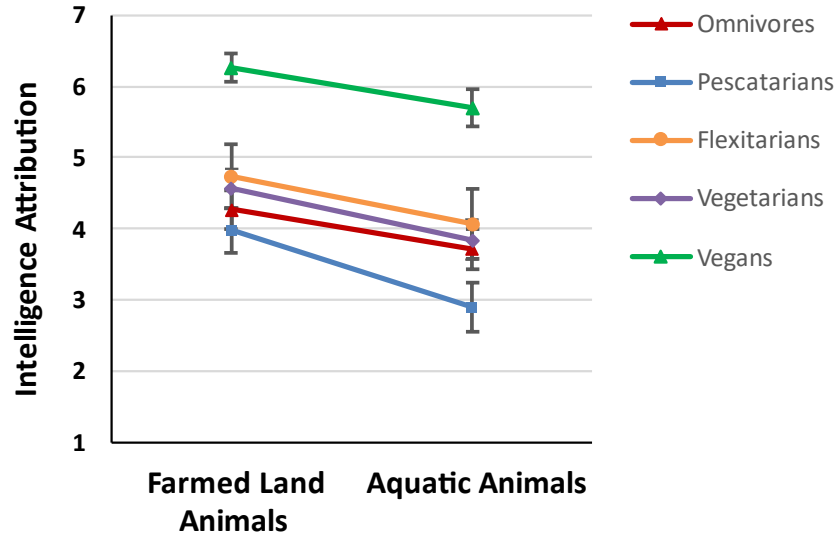 7
6
5
4
3
2
1
Intelligence Attribution
Farmed Land
Animals
Aquatic Animals
Omnivores
Pescatarians
Flexitarians
Vegetarians
Vegans